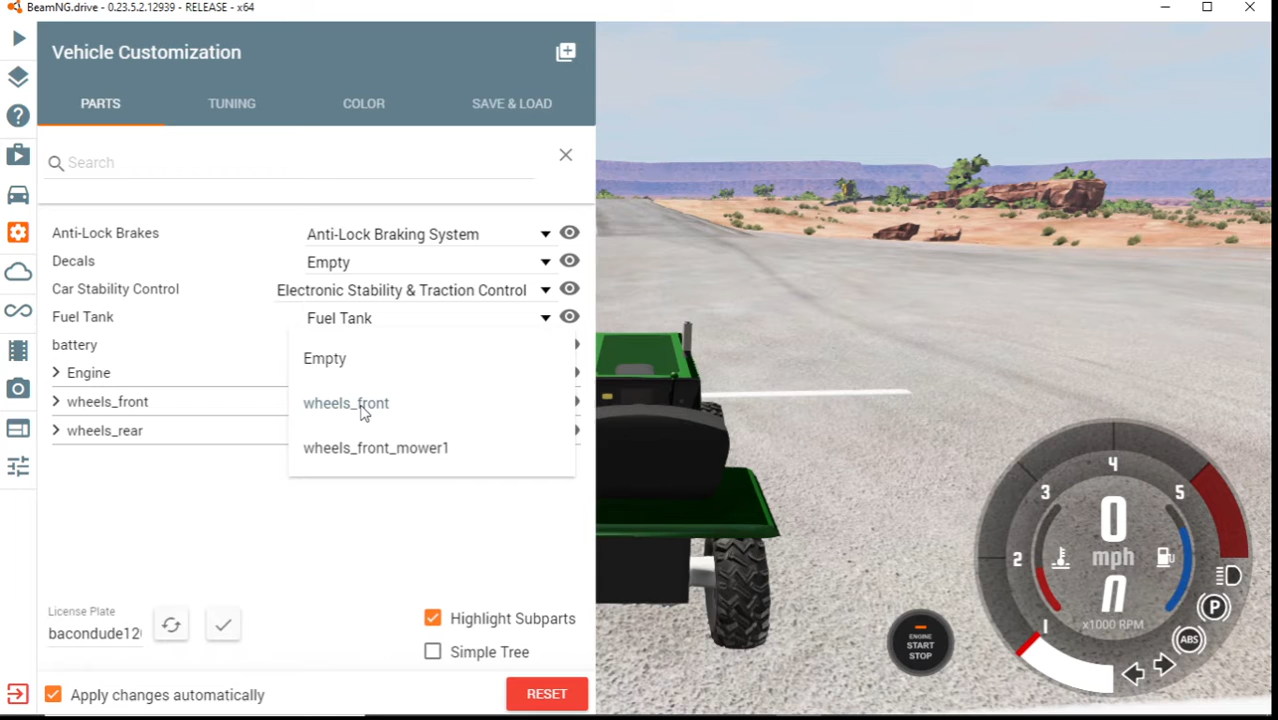 BeamNG.drive - 0.23.5.2.12939 - RELEASE - x64
Vehicle Customization
PARTS
TUNING
COLOR
SAVE & LOAD
Search
Anti-Lock Brakes
Anti-Lock Braking System
Decals
Empty
Car Stability Control
Electronic Stability & Traction Control
Fuel Tank
Fuel Tank
battery
Empty
Engine
wheels_front
wheels_front
wheels_rear
wheels_front_mower1
License Plate
bacondude12
Highlight Subparts
Simple Tree
Apply changes automatically
RESET
4
3
5
0
2
mph
0
1
x1000 RPM
P
ABS
ENGINE
START
STOP